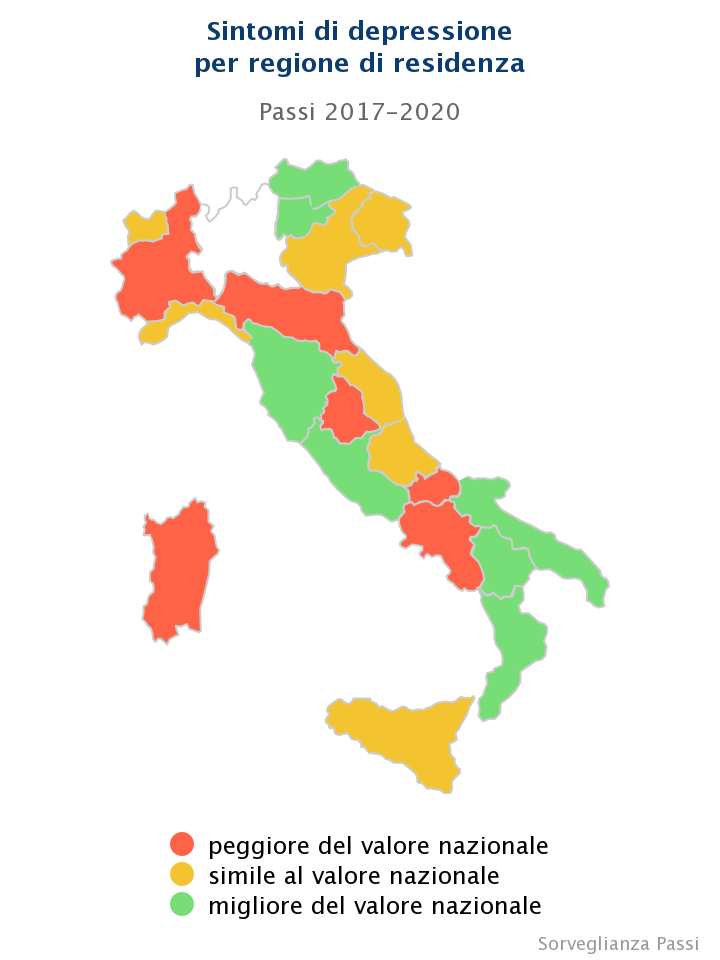 Sintomi di depressione
per regione di residenza
Passi 2017-2020
peggiore del valore nazionale
simile al valore nazionale
migliore del valore nazionale
Sorveglianza Passi